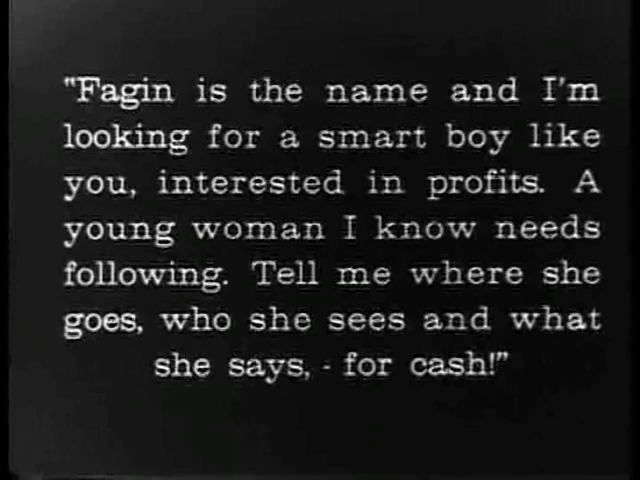 "Fagin is the name and I'm
looking for a smart boy like
you, interested in profits. A
young woman I know needs
following. Tell me where she
goes, who she sees and what
she says, - for cash!"